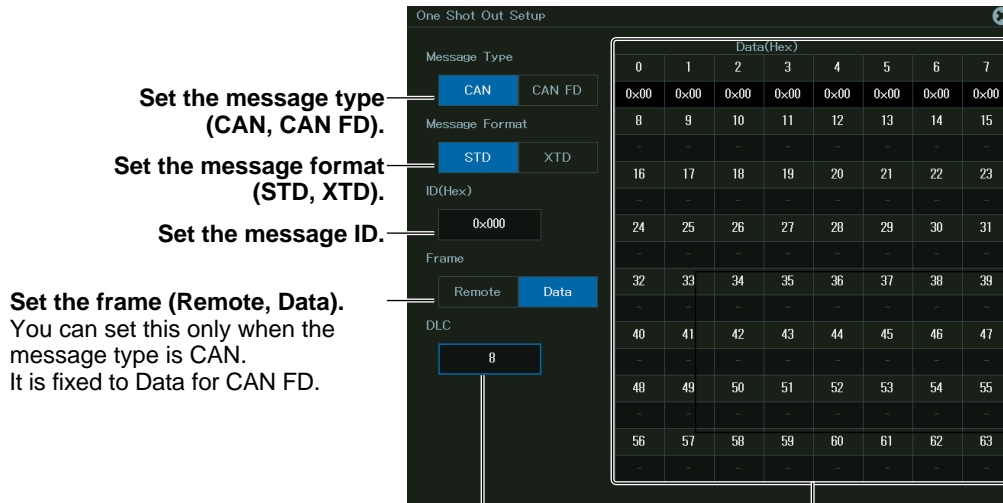 One Shot Out Setup
Message Type
CAN CAN FD
Set the message type
(CAN, CAN FD).
Message Format
STD XTD
Set the message format
(STD, XTD).
ID(Hex)
0x000
Set the message ID.
Frame
Remote Data
Set the frame (Remote, Data).
You can set this only when the
message type is CAN.
It is fixed to Data for CAN FD.
DLC
8
Data(Hex)
0 1 2 3 4 5 6 7
0x00 0x00 0x00 0x00 0x00 0x00 0x00 0x00
8 9 10 11 12 13 14 15
- - - - - - - -
16 17 18 19 20 21 22 23
- - - - - - - -
24 25 26 27 28 29 30 31
- - - - - - - -
32 33 34 35 36 37 38 39
- - - - - - - -
40 41 42 43 44 45 46 47
- - - - - - - -
48 49 50 51 52 53 54 55
- - - - - - - -
56 57 58 59 60 61 62 63
- - - - - - - -